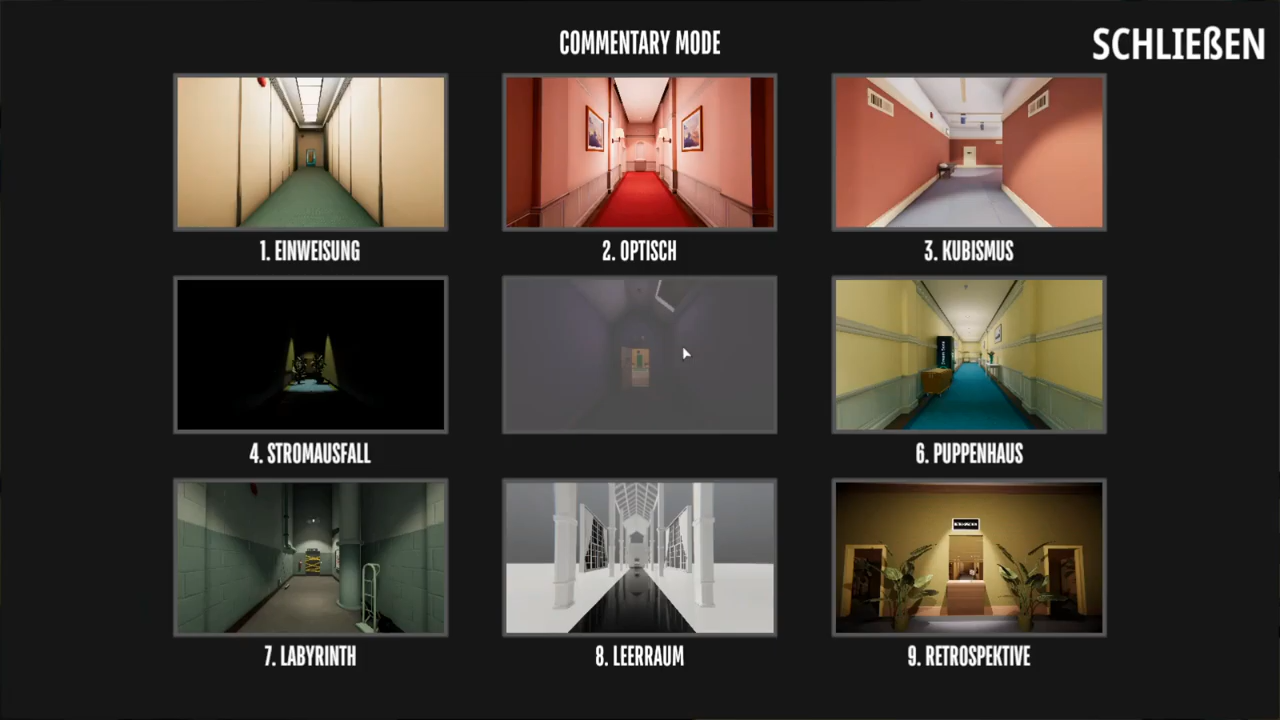 COMMENTARY MODE
SCHLIEßEN
1. EINWEISUNG
2. OPTISCH
3. KUBISMUS
4. STROMAUSFALL
6. PUPPENHAUS
7. LABYRINTH
8. LEERRAUM
9. RETROSPEKTIVE